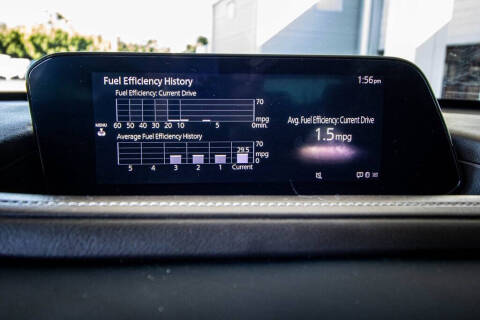 Fuel Efficiency History
1:56pm
Fuel Efficiency: Current Drive
70
mpg
0
60 50 40 30 20 10 5 0min.
MENU
Average Fuel Efficiency History
29.5
70
mpg
0
5 4 3 2 1 Current
Avg. Fuel Efficiency: Current Drive
1.5mpg